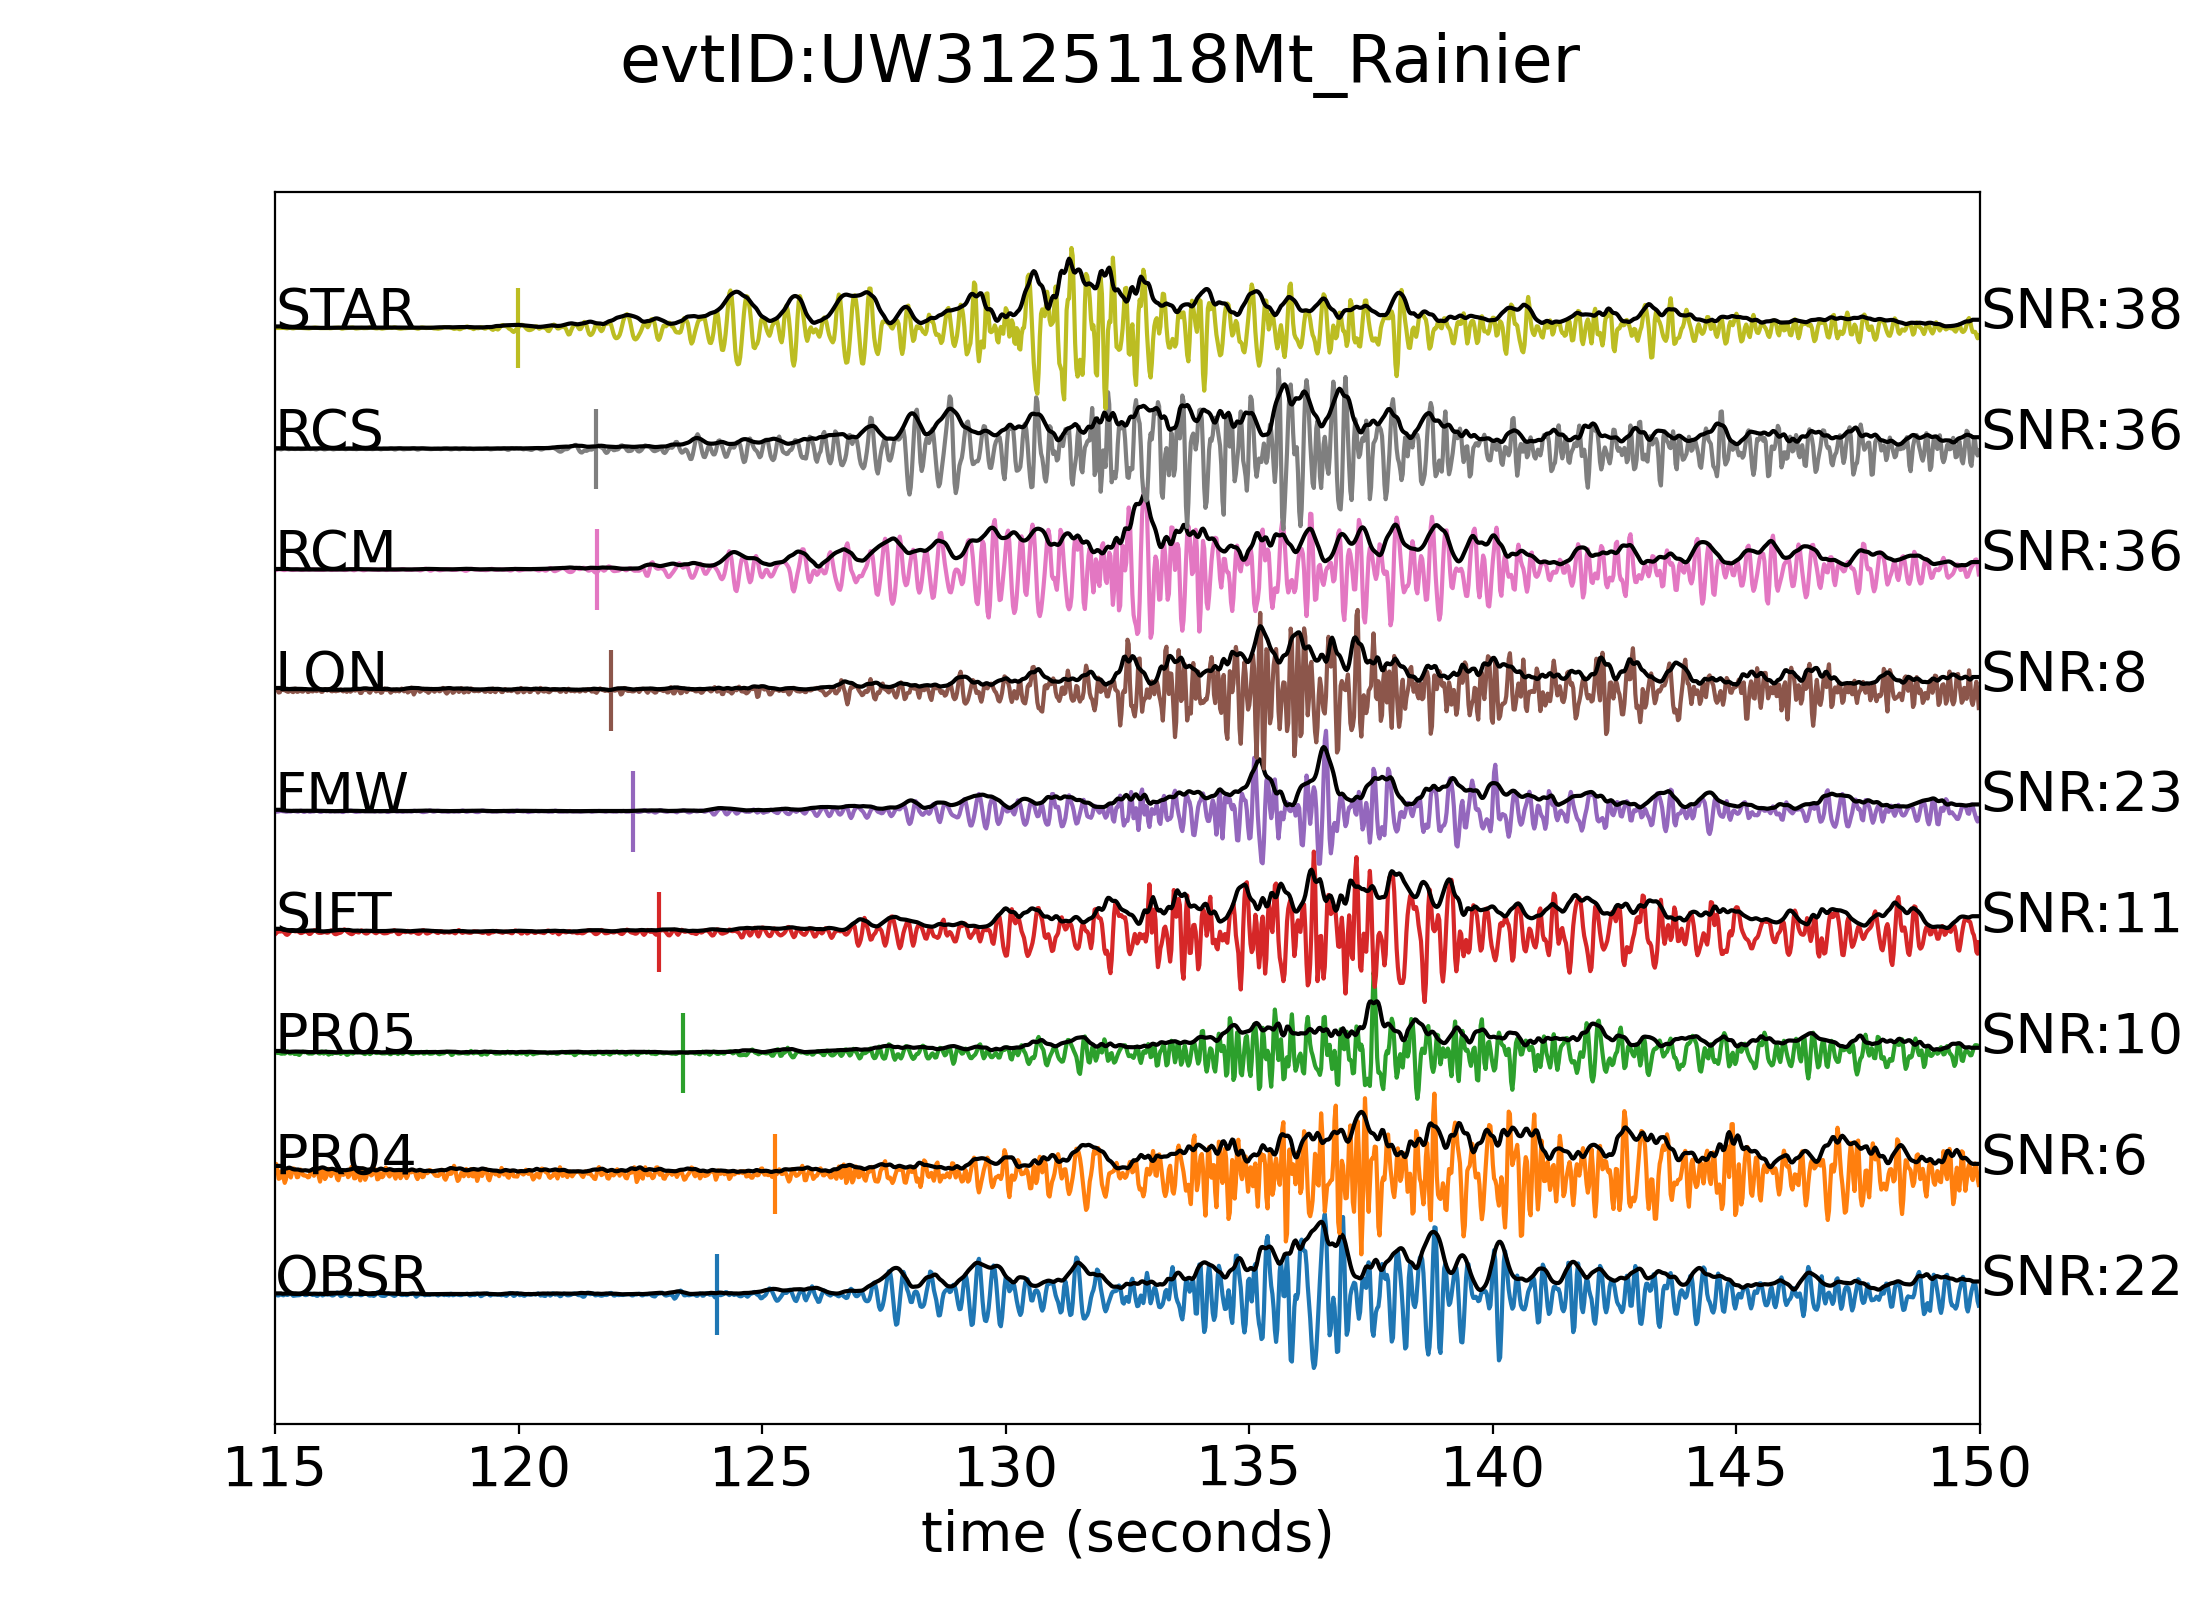 evtID:UW3125118Mt_Rainier
STAR SNR:38
RCS SNR:36
RCM SNR:36
LON SNR:8
FMW SNR:23
SIFT SNR:11
PR05 SNR:10
PR04 SNR:6
OBSR SNR:22
115 120 125 130 135 140 145 150
time (seconds)